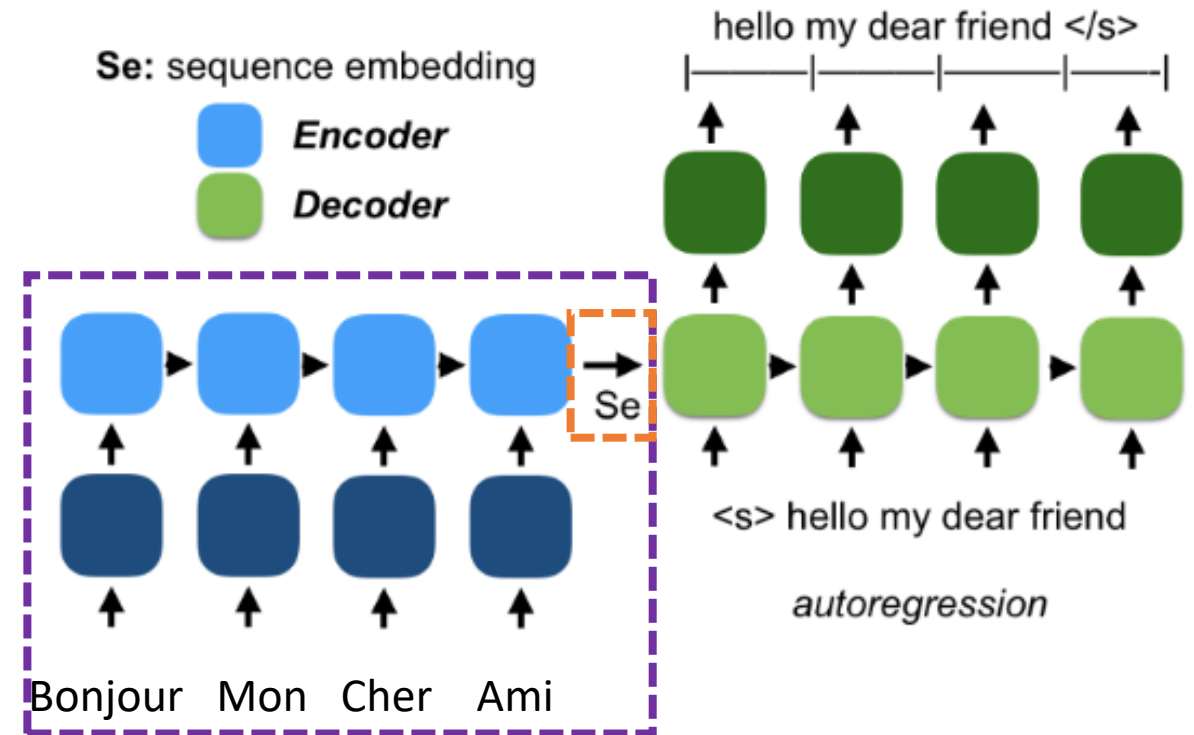 Se: sequence embedding
Encoder
Decoder
hello my dear friend </s>
Se
<s> hello my dear friend
autoregression
Bonjour Mon Cher Ami